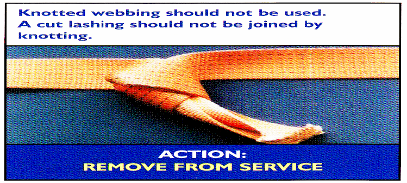 Knotted webbing should not be used.
A cut lashing should not be joined by
knotting.
ACTION:
REMOVE FROM SERVICE